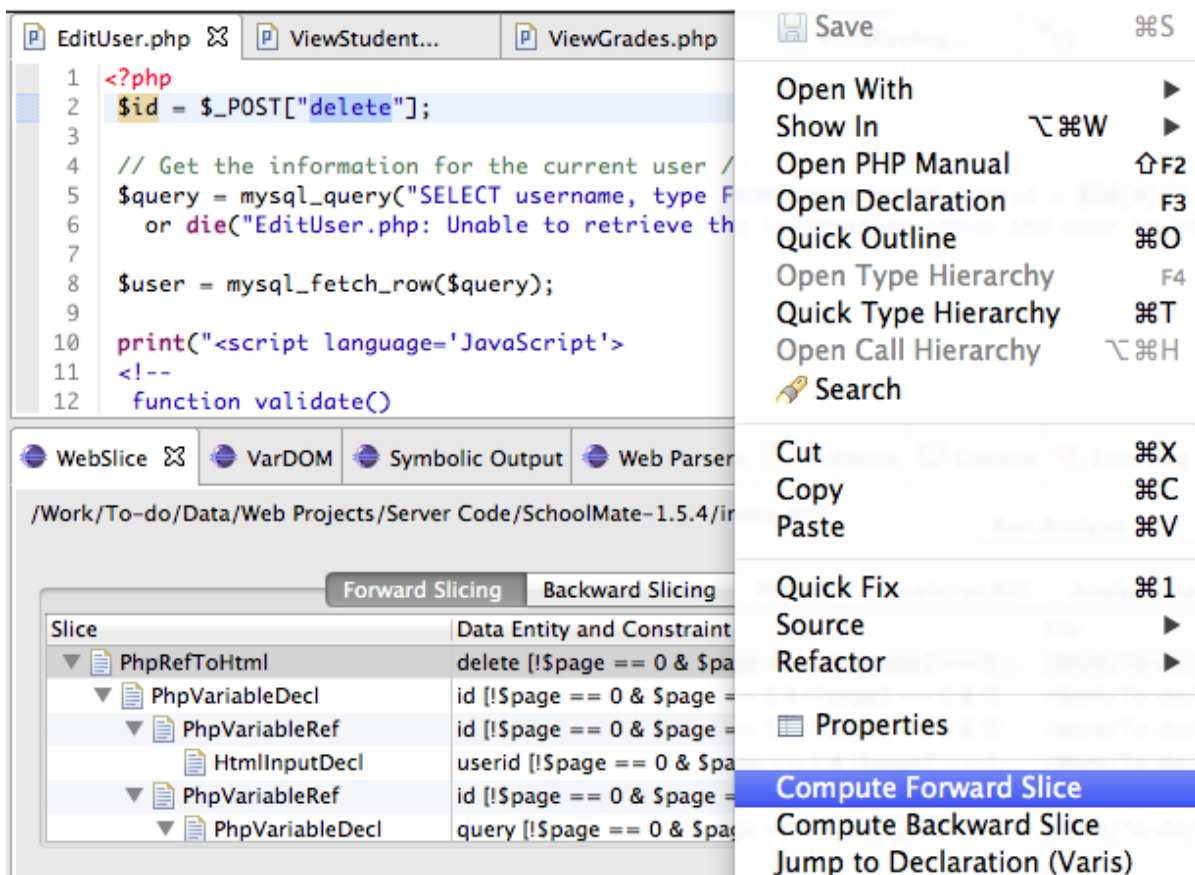 EditUser.php
ViewStudent...
ViewGrades.php
1 <?php
2 $id = $_POST["delete"];
3
4 // Get the information for the current user /
5 $query = mysql_query("SELECT username, type F
6 or die("EditUser.php: Unable to retrieve th
7
8 $user = mysql_fetch_row($query);
9
10 print("<script language='JavaScript'>
11 <!--
12 function validate()
WebSlice
VarDOM
Symbolic Output
Web Parser
/Work/To-do/Data/Web Projects/Server Code/SchoolMate-1.5.4/in
Forward Slicing
Backward Slicing
Slice Data Entity and Constraint
PhpRefToHtml delete [!$page == 0 & $pa
PhpVariableDecl id [!$page == 0 & $page =
PhpVariableRef id [!$page == 0 & $page =
HtmlInputDecl userid [!$page == 0 & $pa
PhpVariableRef id [!$page == 0 & $page =
PhpVariableDecl query [!$page == 0 & $pag
Save ⌘S
Open With ▶
Show In ⌥⌘W ▶
Open PHP Manual ⇧F2
Open Declaration F3
Quick Outline ⌘O
Open Type Hierarchy F4
Quick Type Hierarchy ⌘T
Open Call Hierarchy ⌥⌘H
Search
Cut ⌘X
Copy ⌘C
Paste ⌘V
Quick Fix ⌘1
Source ▶
Refactor ▶
Properties
Compute Forward Slice
Compute Backward Slice
Jump to Declaration (Varis)